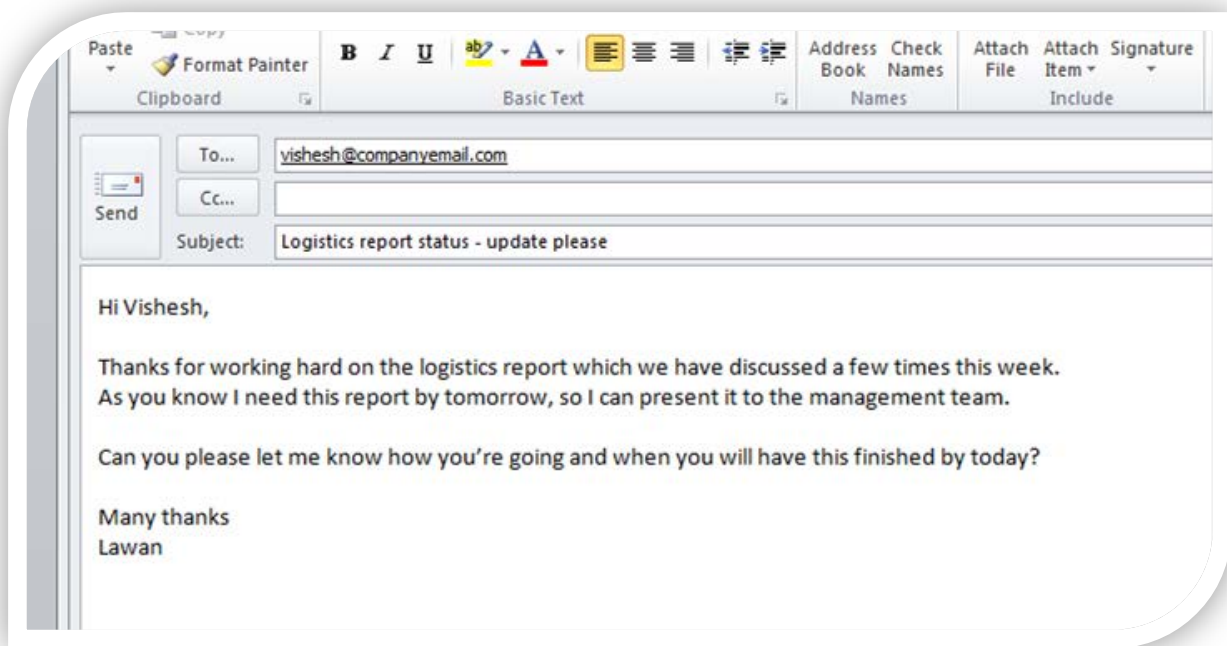 Copy
Paste
Format Painter
B I U ab A
Address Check
Book Names
Attach Attach Signature
File Item
Clipboard Basic Text Names Include
To... vishesh@companyemail.com
Cc...
Send
Subject: Logistics report status - update please
Hi Vishesh,
Thanks for working hard on the logistics report which we have discussed a few times this week.
As you know I need this report by tomorrow, so I can present it to the management team.
Can you please let me know how you’re going and when you will have this finished by today?
Many thanks
Lawan